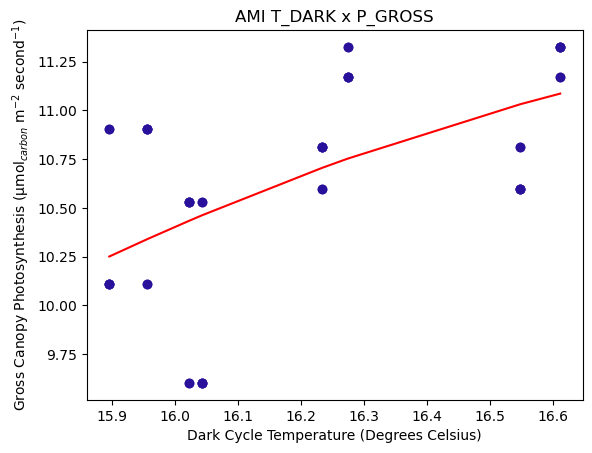 AMI T_DARK x P_GROSS
Gross Canopy Photosynthesis (µmol_carbon m⁻² second⁻¹)
11.25
11.00
10.75
10.50
10.25
10.00
9.75
15.9 16.0 16.1 16.2 16.3 16.4 16.5 16.6
Dark Cycle Temperature (Degrees Celsius)